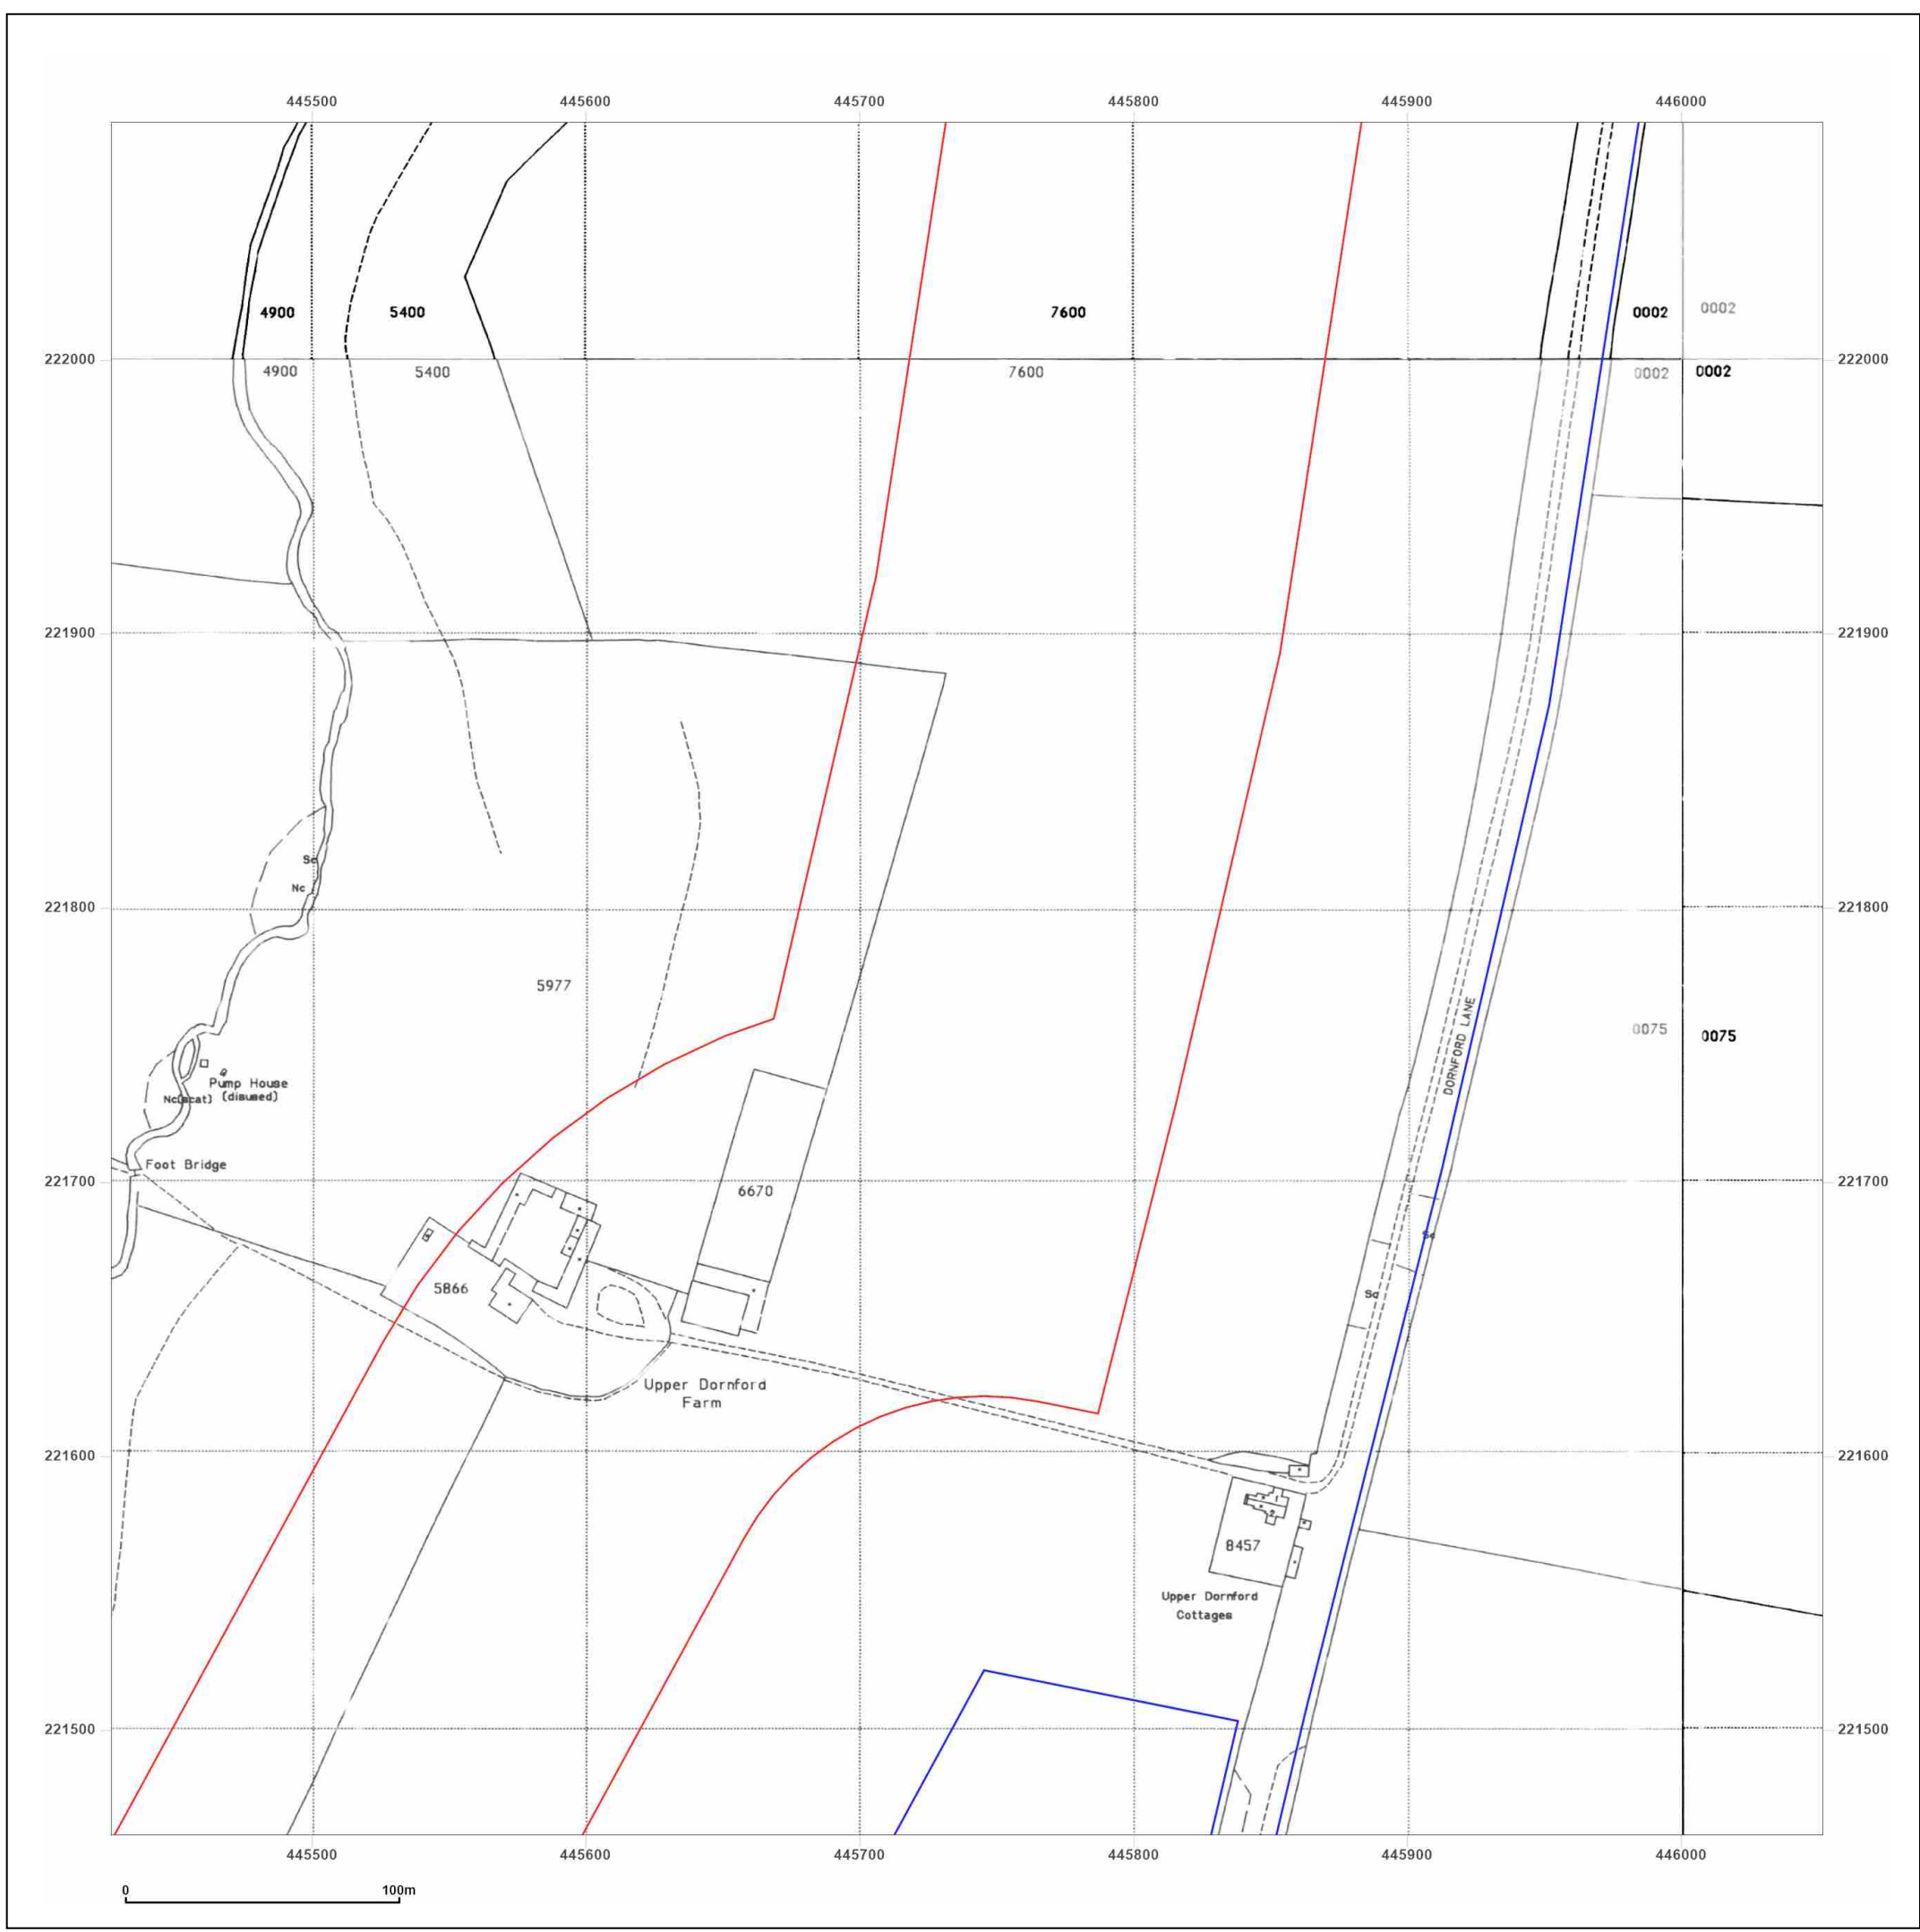 445500 445600 445700 445800 445900 446000
4900 5400 7600 0002 0002
222000 222000
4900 5400 7600 0002 0002
221900 221900
Sc
Nc
221800 221800
5977
DORNFORD LANE
0075 0075
Pump House
Nc(scat) (disused)
Foot Bridge
221700 221700
6670
Sc
5866
Sc
Upper Dornford
Farm
221600 221600
8457
Upper Dornford
Cottages
221500 221500
445500 445600 445700 445800 445900 446000
0 100m